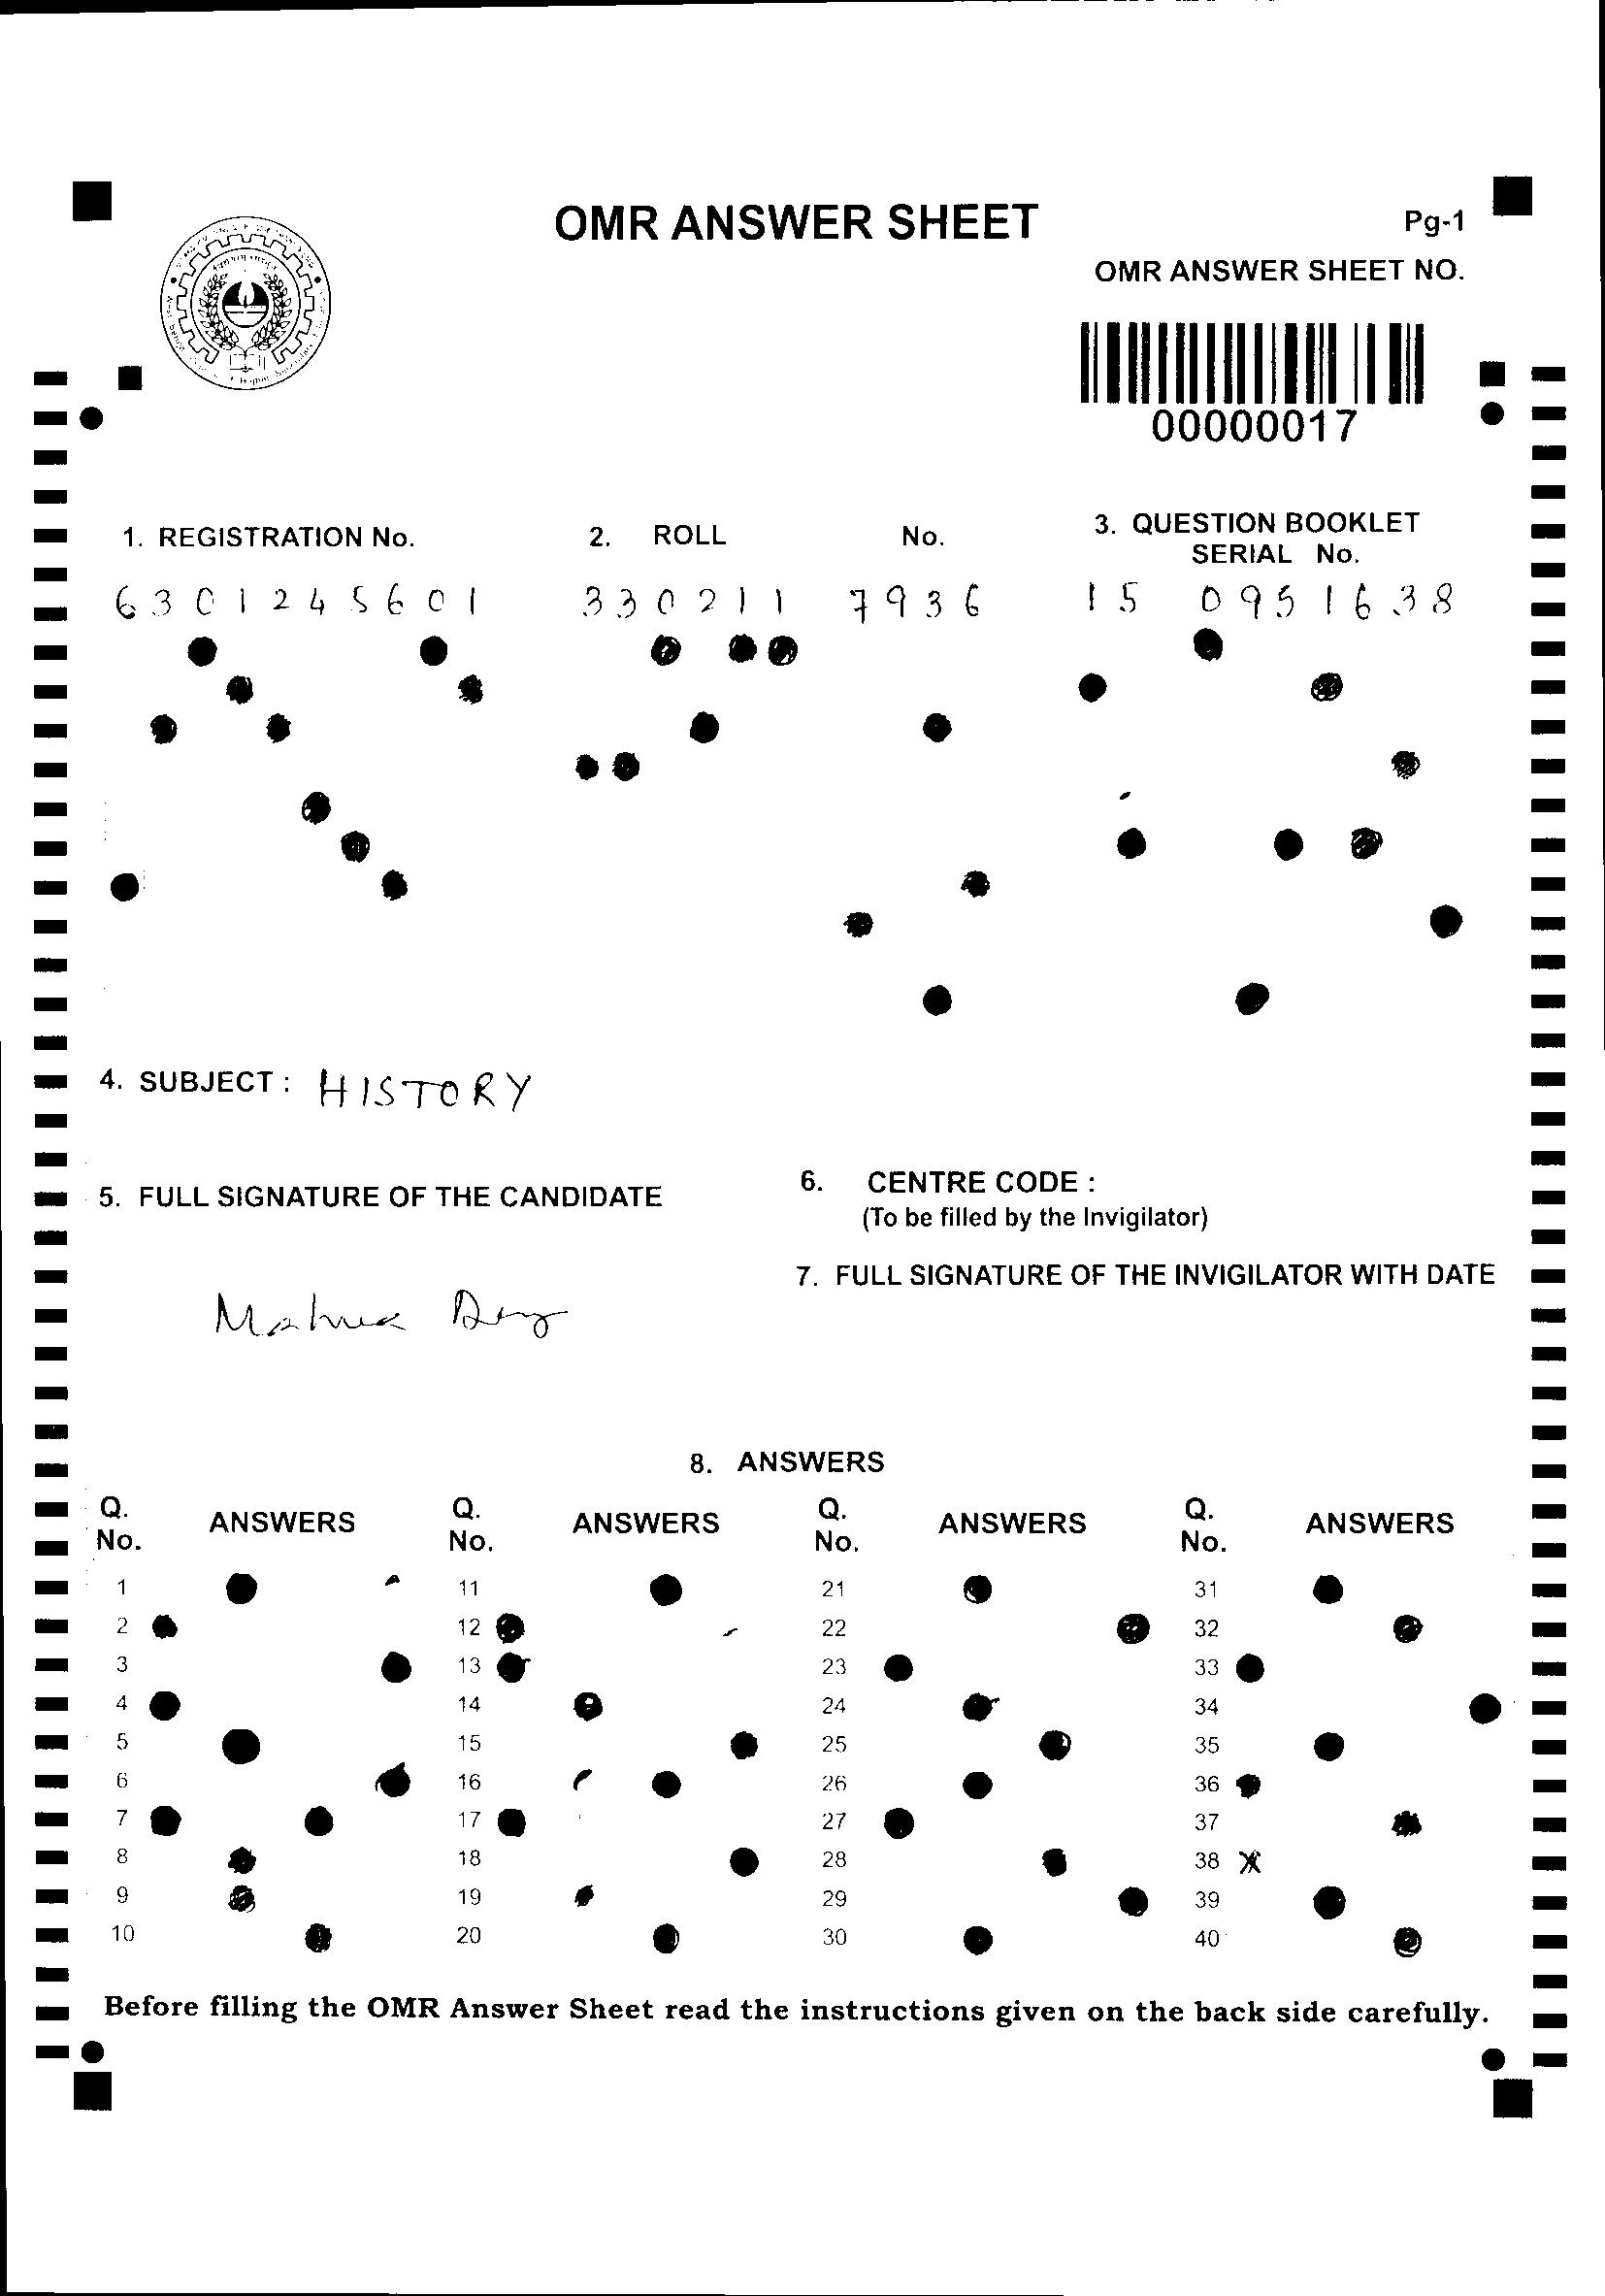 OMR ANSWER SHEET
Pg-1
OMR ANSWER SHEET NO.
00000017
1. REGISTRATION No.
6301245601
2. ROLL No.
330211 7936
3. QUESTION BOOKLET
SERIAL No.
15 0951638
4. SUBJECT : HISTORY
5. FULL SIGNATURE OF THE CANDIDATE
Mahua Dey
6. CENTRE CODE :
(To be filled by the Invigilator)
7. FULL SIGNATURE OF THE INVIGILATOR WITH DATE
8. ANSWERS
Q. No. ANSWERS Q. No. ANSWERS Q. No. ANSWERS Q. No. ANSWERS
1 11 21 31
2 12 22 32
3 13 23 33
4 14 24 34
5 15 25 35
6 16 26 36
7 17 27 37
8 18 28 38
9 19 29 39
10 20 30 40
Before filling the OMR Answer Sheet read the instructions given on the back side carefully.